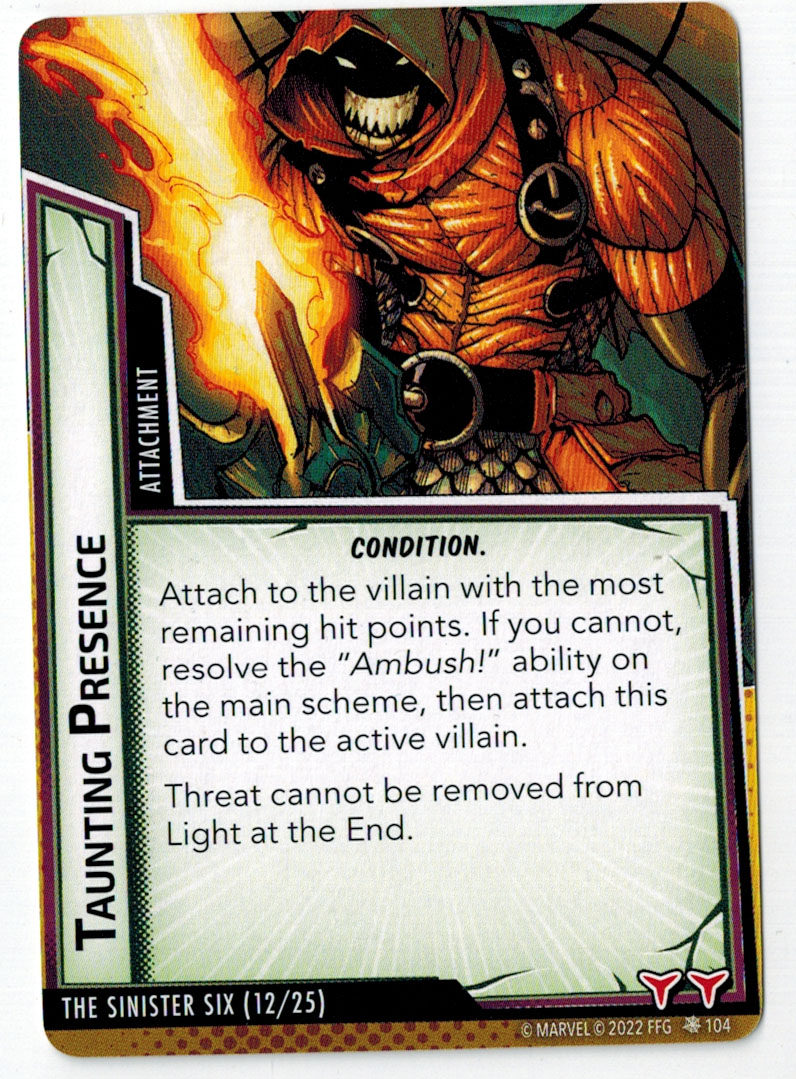 ATTACHMENT
TAUNTING PRESENCE
CONDITION.
Attach to the villain with the most
remaining hit points. If you cannot,
resolve the "Ambush!" ability on
the main scheme, then attach this
card to the active villain.
Threat cannot be removed from
Light at the End.
THE SINISTER SIX (12/25)
© MARVEL © 2022 FFG 104